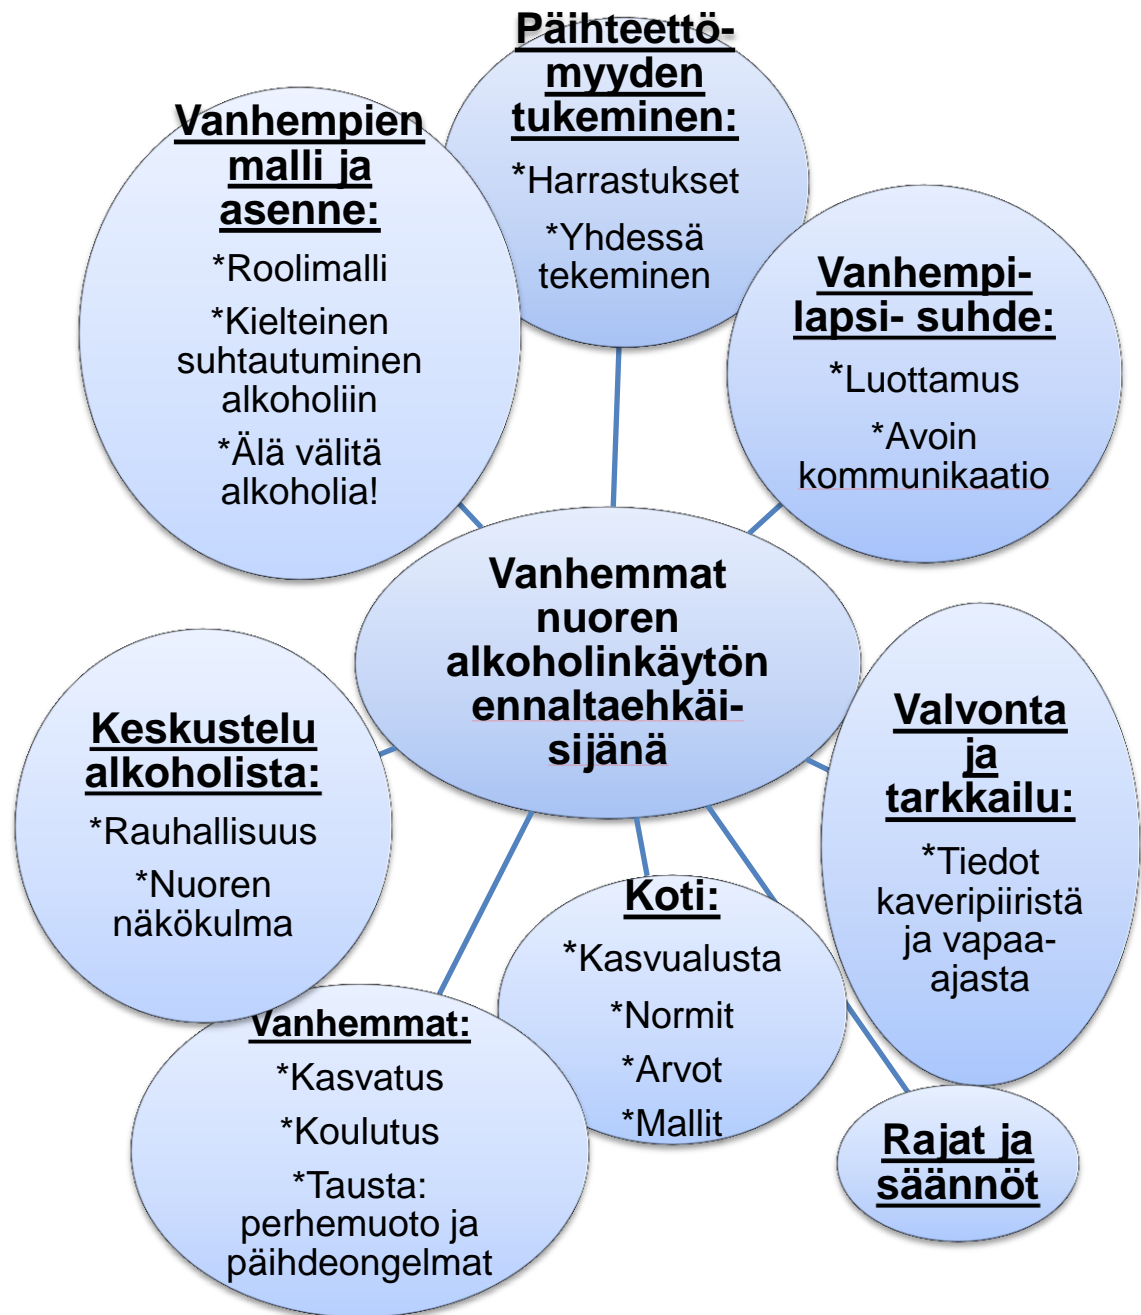 Päihteettö-
myyden
tukeminen:
*Harrastukset
*Yhdessä
tekeminen
Vanhempien
malli ja
asenne:
*Roolimalli
*Kielteinen
suhtautuminen
alkoholiin
*Älä välitä
alkoholia!
Vanhempi-
lapsi- suhde:
*Luottamus
*Avoin
kommunikaatio
Vanhemmat
nuoren
alkoholinkäytön
ennaltaehkäi-
sijänä
Keskustelu
alkoholista:
*Rauhallisuus
*Nuoren
näkökulma
Valvonta
ja
tarkkailu:
*Tiedot
kaveripiiristä
ja vapaa-
ajasta
Koti:
*Kasvualusta
*Normit
*Arvot
*Mallit
Vanhemmat:
*Kasvatus
*Koulutus
*Tausta:
perhemuoto ja
päihdeongelmat
Rajat ja
säännöt